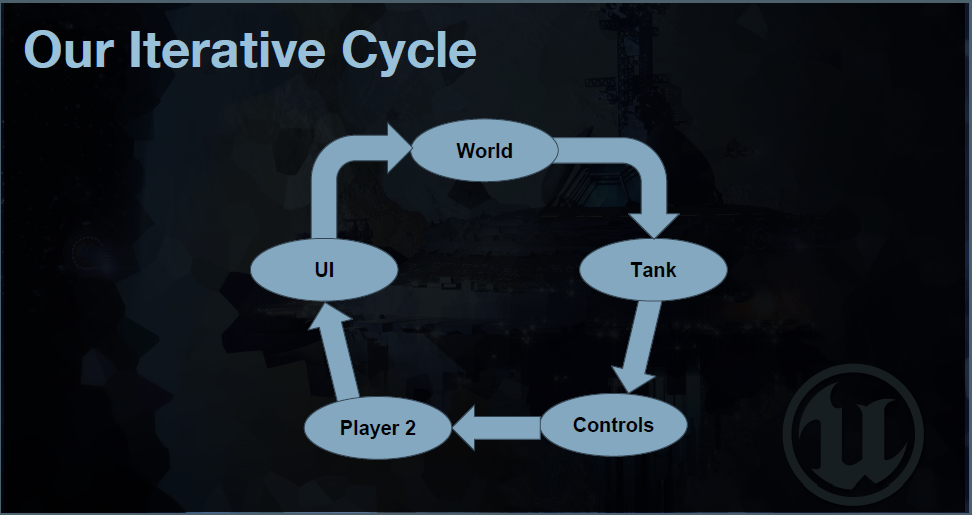 Our Iterative Cycle
World
UI
Tank
Player 2
Controls